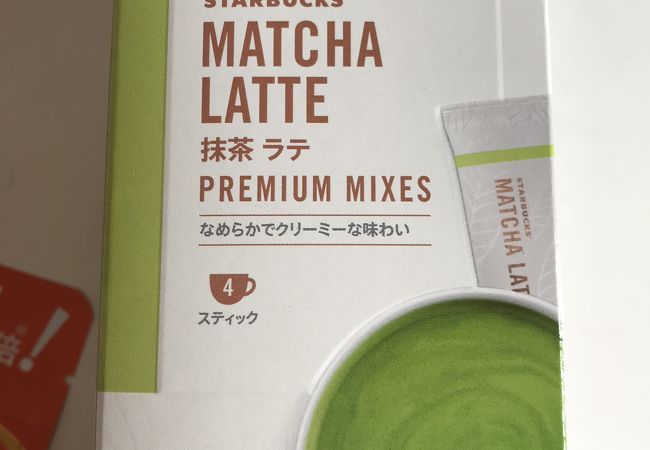 STARBUCKS
MATCHA
LATTE
抹茶 ラテ
PREMIUM MIXES
なめらかでクリーミーな味わい
4
スティック
STARBUCKS
MATCHA LAT
倍!